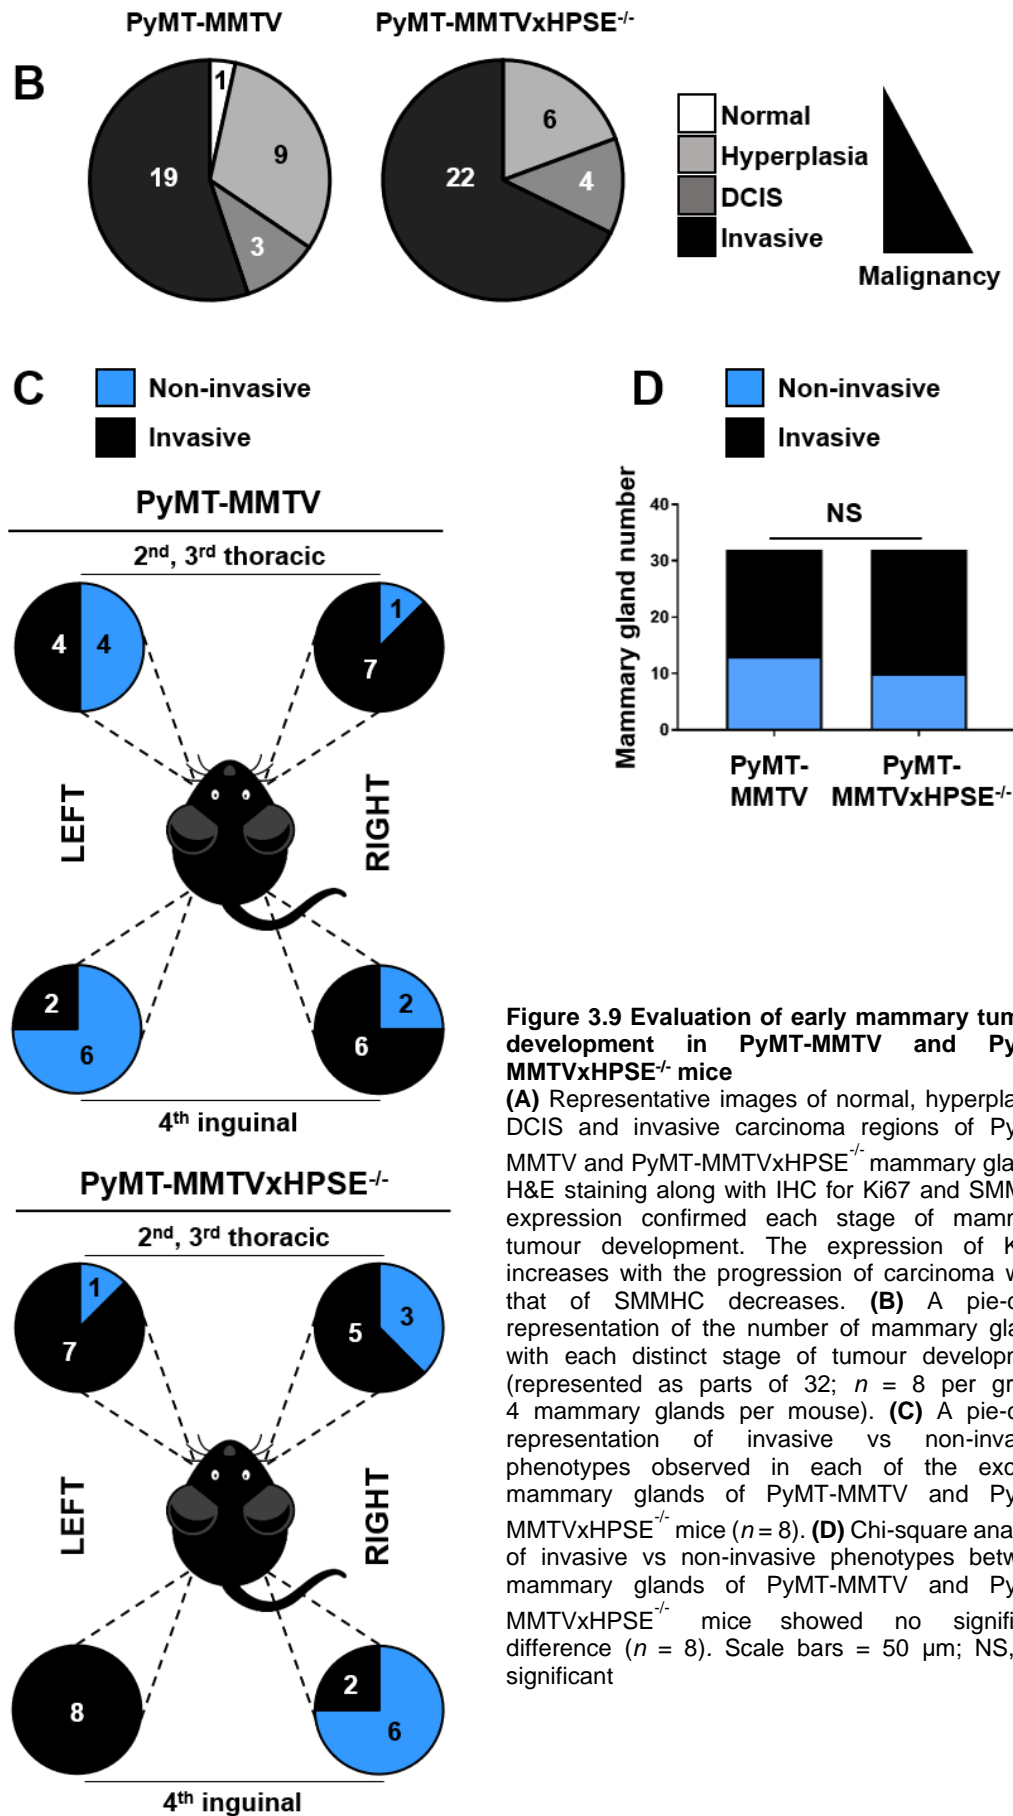 PyMT-MMTV
PyMT-MMTVxHPSE-/-
B
1
9
3
19
6
4
22
Normal
Hyperplasia
DCIS
Invasive
Malignancy
C
Non-invasive
Invasive
PyMT-MMTV
2nd, 3rd thoracic
4
4
1
7
LEFT
RIGHT
2
6
2
6
4th inguinal
PyMT-MMTVxHPSE-/-
2nd, 3rd thoracic
1
7
3
5
LEFT
RIGHT
8
2
6
4th inguinal
D
Non-invasive
Invasive
Mammary gland number
40
30
20
10
0
NS
PyMT-
MMTV
PyMT-
MMTVxHPSE-/-
Figure 3.9 Evaluation of early mammary tum
development in PyMT-MMTV and Py
MMTVxHPSE-/- mice
(A) Representative images of normal, hyperpla
DCIS and invasive carcinoma regions of Py
MMTV and PyMT-MMTVxHPSE-/- mammary gla
H&E staining along with IHC for Ki67 and SMM
expression confirmed each stage of mamm
tumour development. The expression of K
increases with the progression of carcinoma w
that of SMMHC decreases. (B) A pie-c
representation of the number of mammary gla
with each distinct stage of tumour developr
(represented as parts of 32; n = 8 per gr
4 mammary glands per mouse). (C) A pie-c
representation of invasive vs non-inva
phenotypes observed in each of the exc
mammary glands of PyMT-MMTV and Py
MMTVxHPSE-/- mice (n = 8). (D) Chi-square ana
of invasive vs non-invasive phenotypes betw
mammary glands of PyMT-MMTV and Py
MMTVxHPSE-/- mice showed no signifi
difference (n = 8). Scale bars = 50 µm; NS,
significant